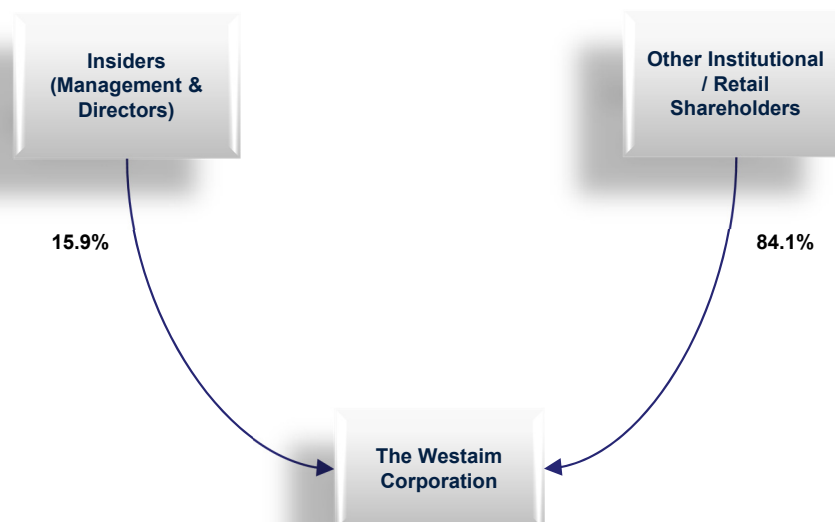 Insiders
(Management &
Directors)
Other Institutional
/ Retail
Shareholders
15.9%
84.1%
The Westaim
Corporation